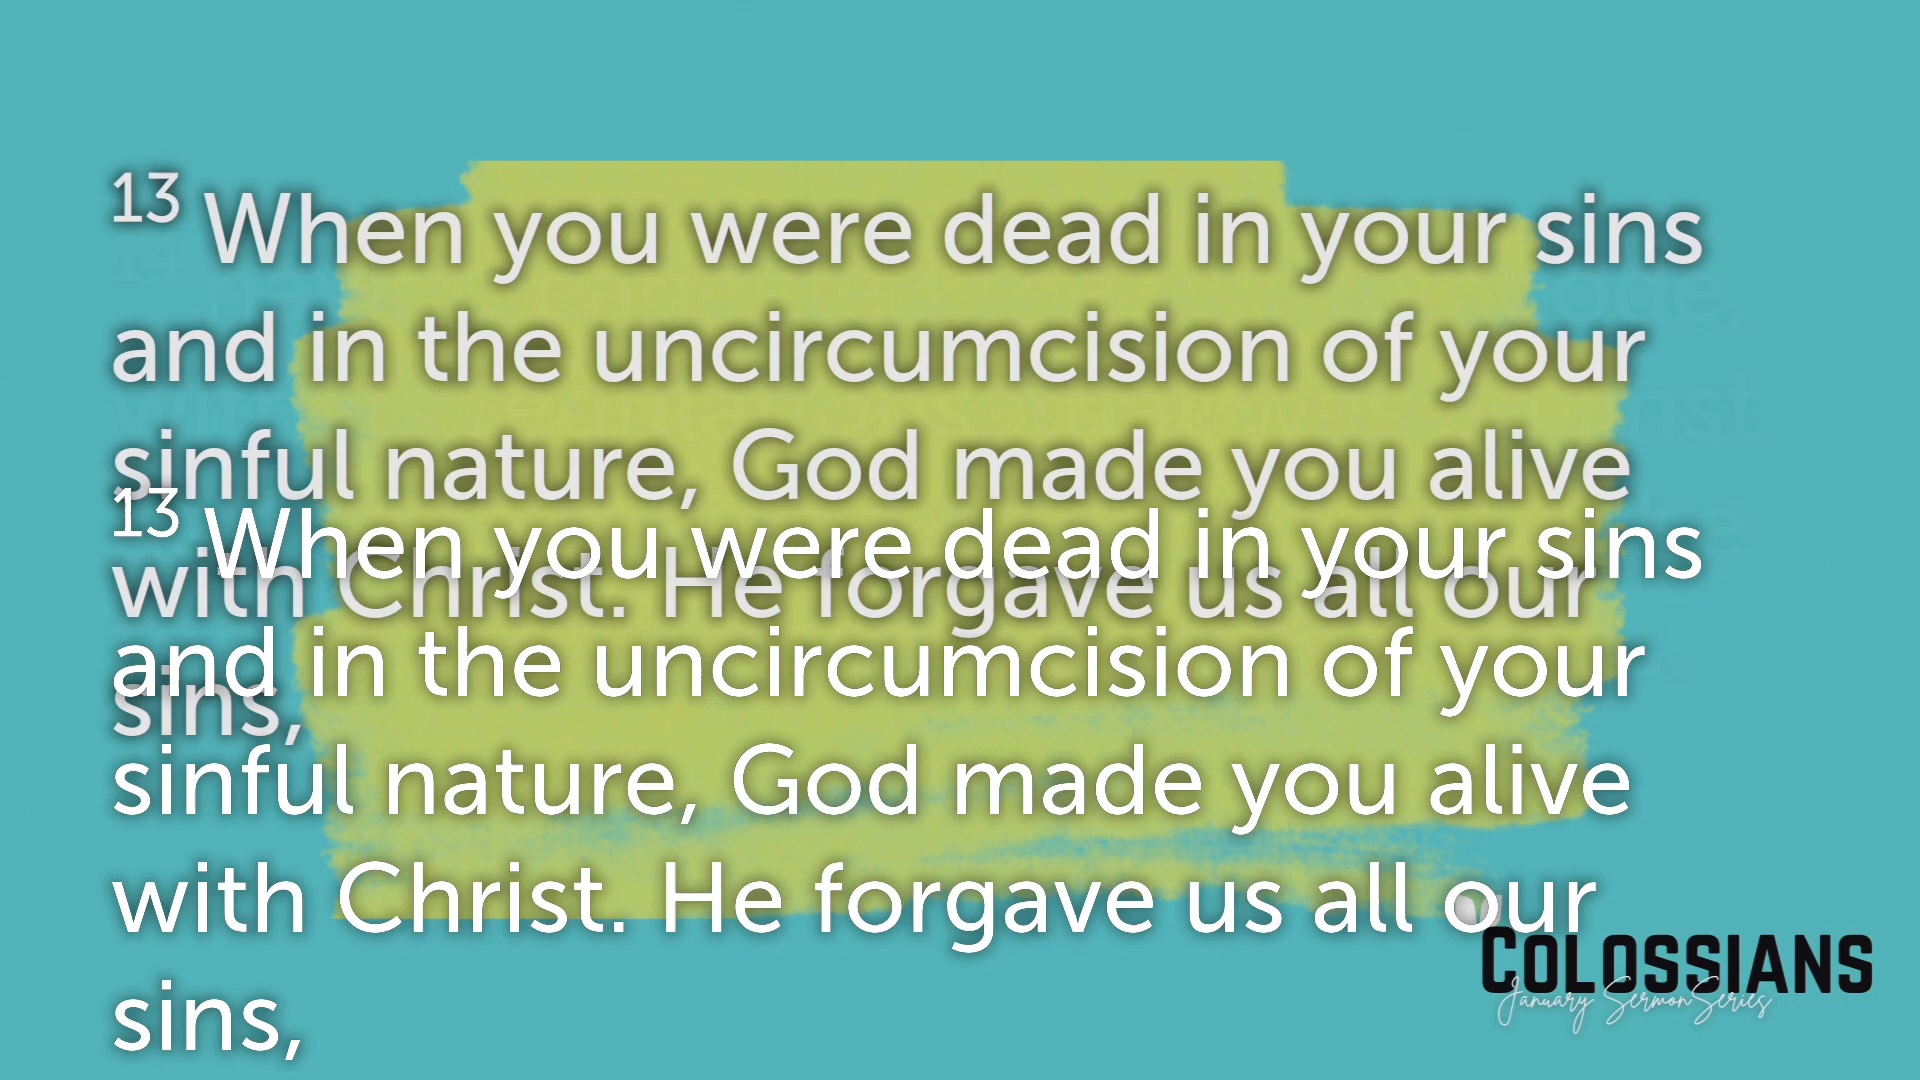 13 When you were dead in your sins
and in the uncircumcision of your
sinful nature, God made you alive
with Christ. He forgave us all our
sins,
13 When you were dead in your sins
and in the uncircumcision of your
sinful nature, God made you alive
with Christ. He forgave us all our
sins,
COLOSSIANS
January Sermon Series